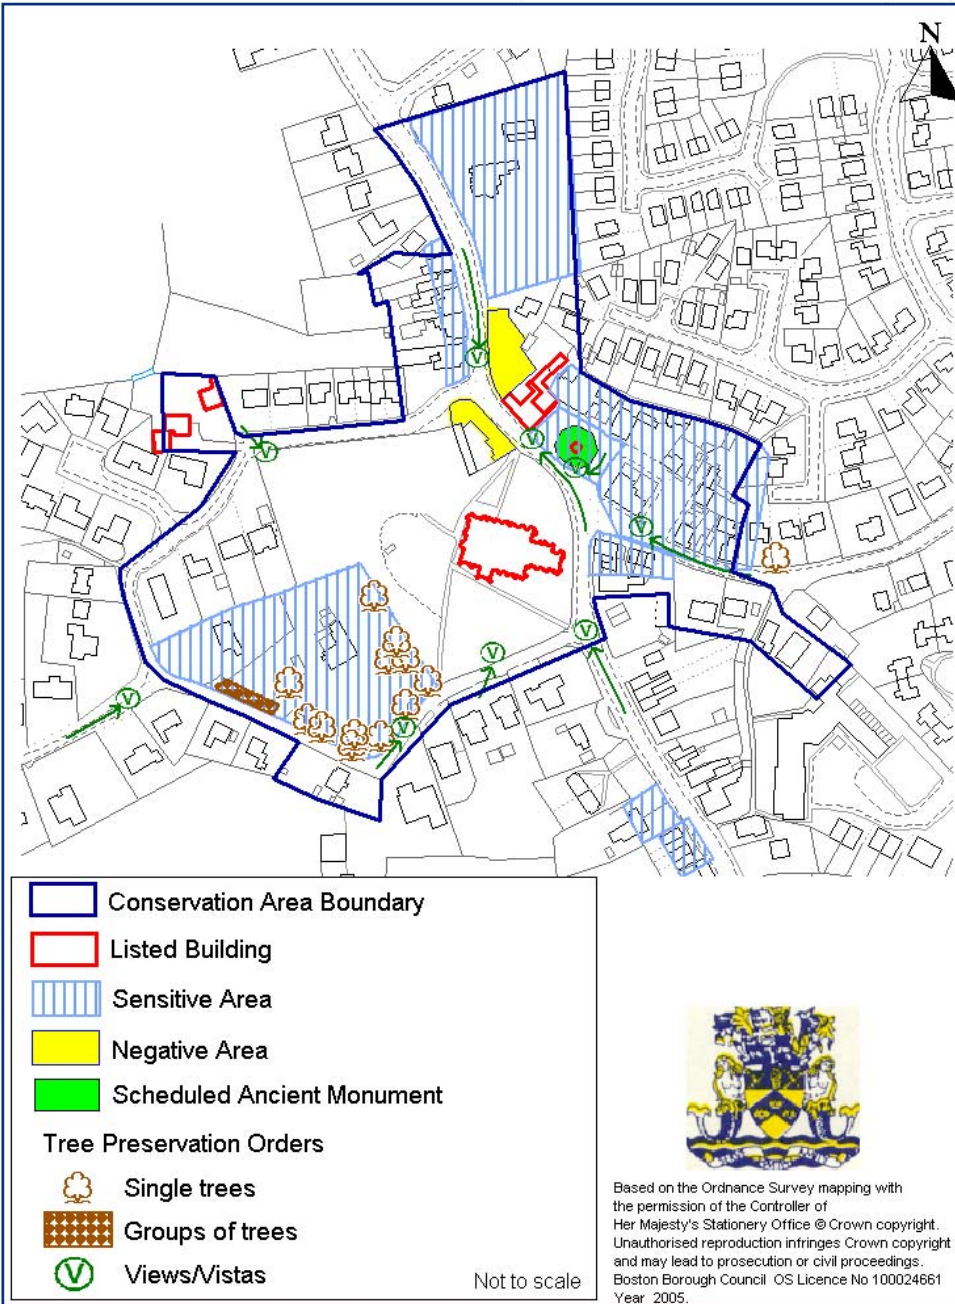 N
V
V
V
V
V
V
V
V
V
V
Conservation Area Boundary
Listed Building
Sensitive Area
Negative Area
Scheduled Ancient Monument
Tree Preservation Orders
Single trees
Groups of trees
V Views/Vistas
Not to scale
Based on the Ordnance Survey mapping with
the permission of the Controller of
Her Majesty's Stationery Office © Crown copyright.
Unauthorised reproduction infringes Crown copyright
and may lead to prosecution or civil proceedings.
Boston Borough Council OS Licence No 100024661
Year 2005.